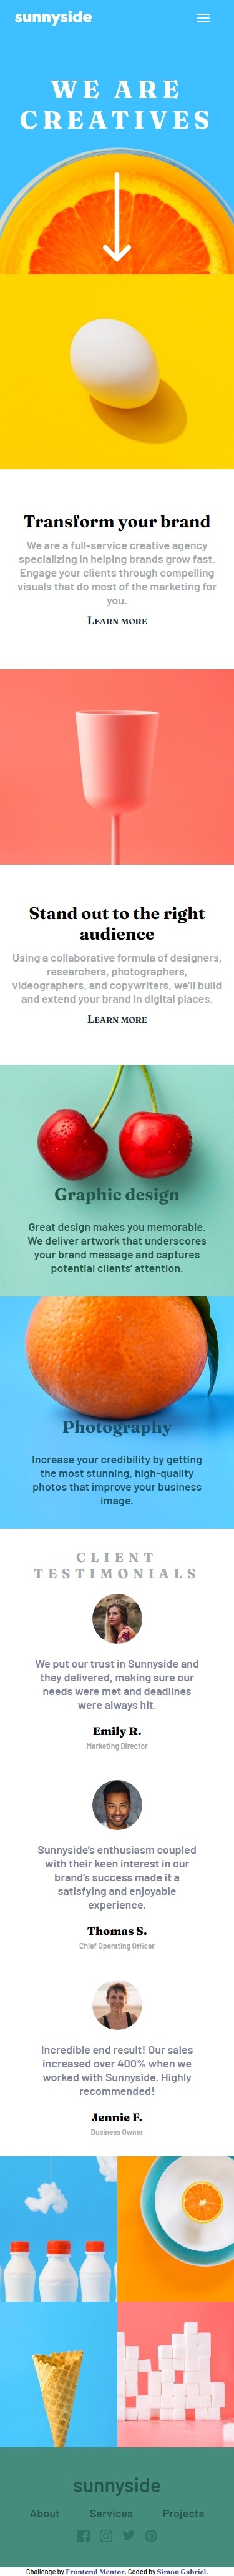 sunnyside
WE ARE
CREATIVES
Transform your brand
We are a full-service creative agency
specializing in helping brands grow fast.
Engage your clients through compelling
visuals that do most of the marketing for
you.
LEARN MORE
Stand out to the right
audience
Using a collaborative formula of designers,
researchers, photographers,
videographers, and copywriters, we'll build
and extend your brand in digital places.
LEARN MORE
Graphic design
Great design makes you memorable.
We deliver artwork that underscores
your brand message and captures
potential clients' attention.
Photography
Increase your credibility by getting
the most stunning, high-quality
photos that improve your business
image.
CLIENT
TESTIMONIALS
We put our trust in Sunnyside and
they delivered, making sure our
needs were met and deadlines
were always hit.
Emily R.
Marketing Director
Sunnyside's enthusiasm coupled
with their keen interest in our
brand's success made it a
satisfying and enjoyable
experience.
Thomas S.
Chief Operating Officer
Incredible end result! Our sales
increased over 400% when we
worked with Sunnyside. Highly
recommended!
Jennie F.
Business Owner
sunnyside
About Services Projects
Challenge by Frontend Mentor. Coded by Simon Gabriel.